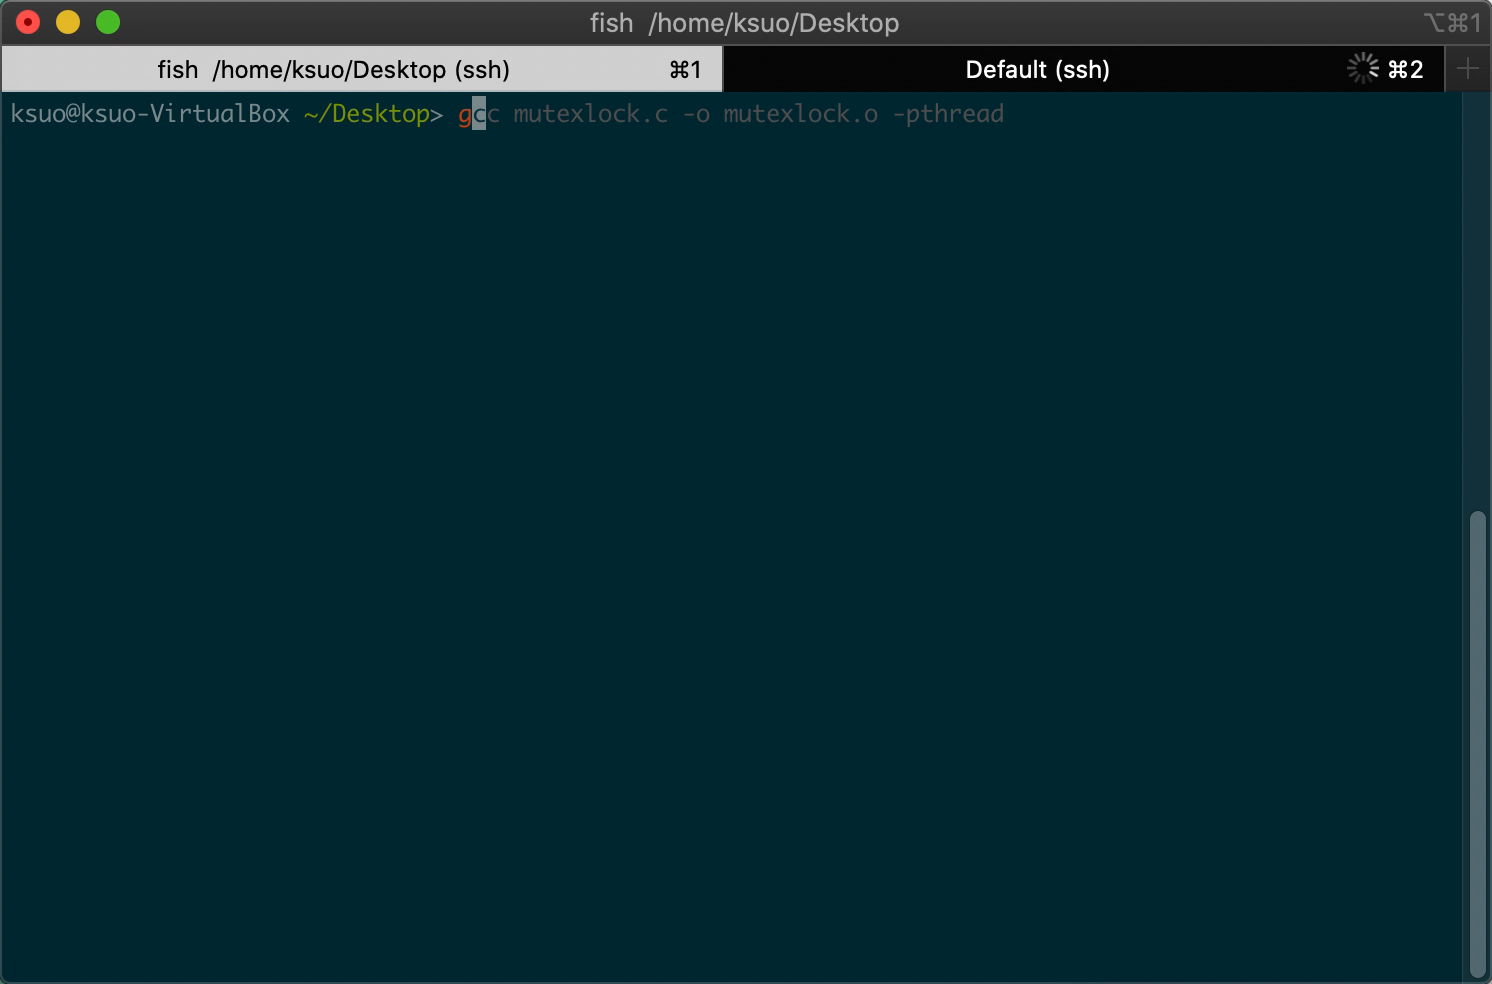 fish /home/ksuo/Desktop
⌥⌘1
fish /home/ksuo/Desktop (ssh) ⌘1
Default (ssh) ⌘2
ksuo@ksuo-VirtualBox ~/Desktop> gcc mutexlock.c -o mutexlock.o -pthread